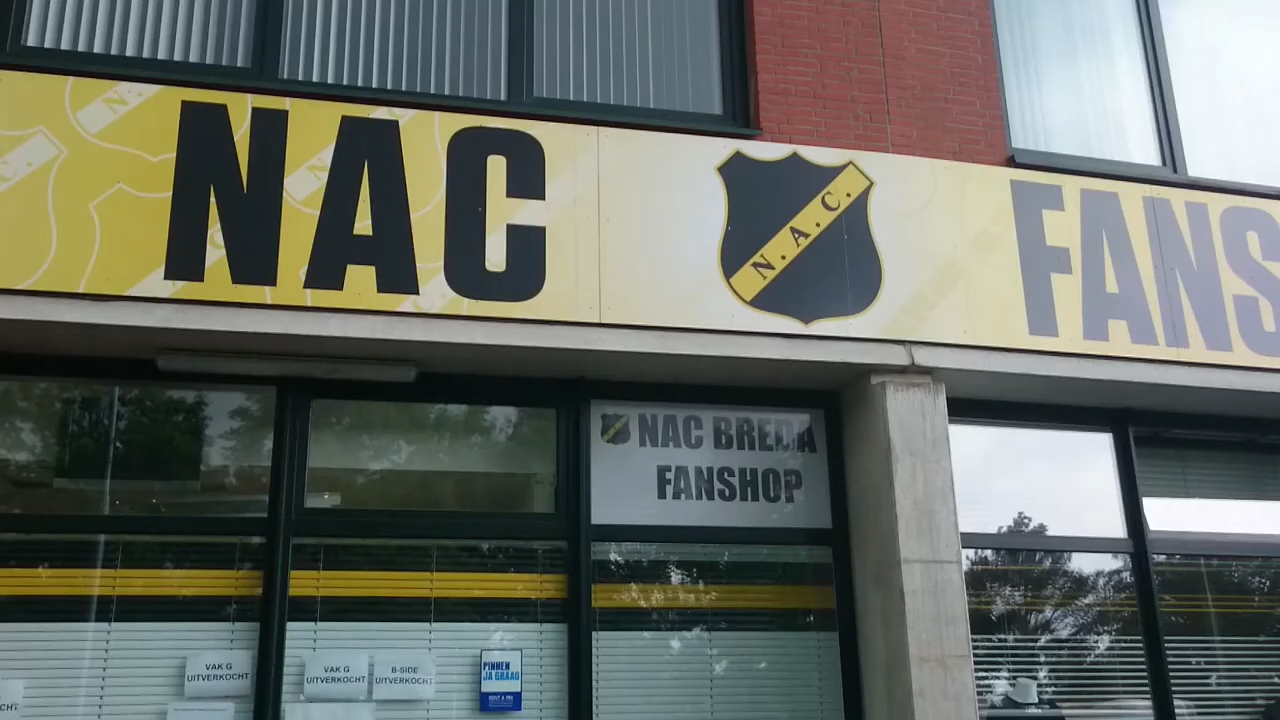 NAC
N.A.C.
FANS
NAC BREDA
FANSHOP
VAK G
UITVERKOCHT
VAK G
UITVERKOCHT
B-SIDE
UITVERKOCHT
PINNEN
JA GRAAG